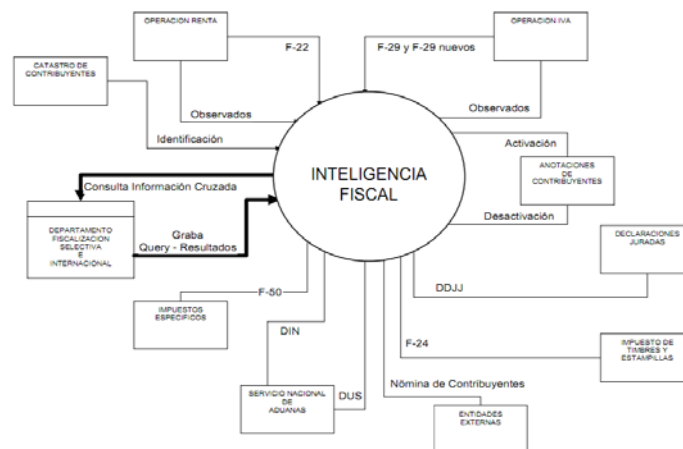 OPERACION RENTA
OPERACION IVA
F-22
F-29 y F-29 nuevos
CATASTRO DE
CONTRIBUYENTES
Observados
Observados
Identificación
Activación
INTELIGENCIA
FISCAL
ANOTACIONES
DE
CONTRIBUYENTES
Consulta Información Cruzada
Desactivación
DEPARTAMENTO
FISCALIZACION
SELECTIVA
E
INTERNACIONAL
Graba
Query - Resultados
DECLARACIONES
JURADAS
DDJJ
F-50
IMPUESTOS
ESPECIFICOS
DIN
F-24
IMPUESTO DE
TIMBRES Y
ESTAMPILLAS
Nómina de Contribuyentes
SERVICIO NACIONAL
DE
ADUANAS
DUS
ENTIDADES
EXTERNAS